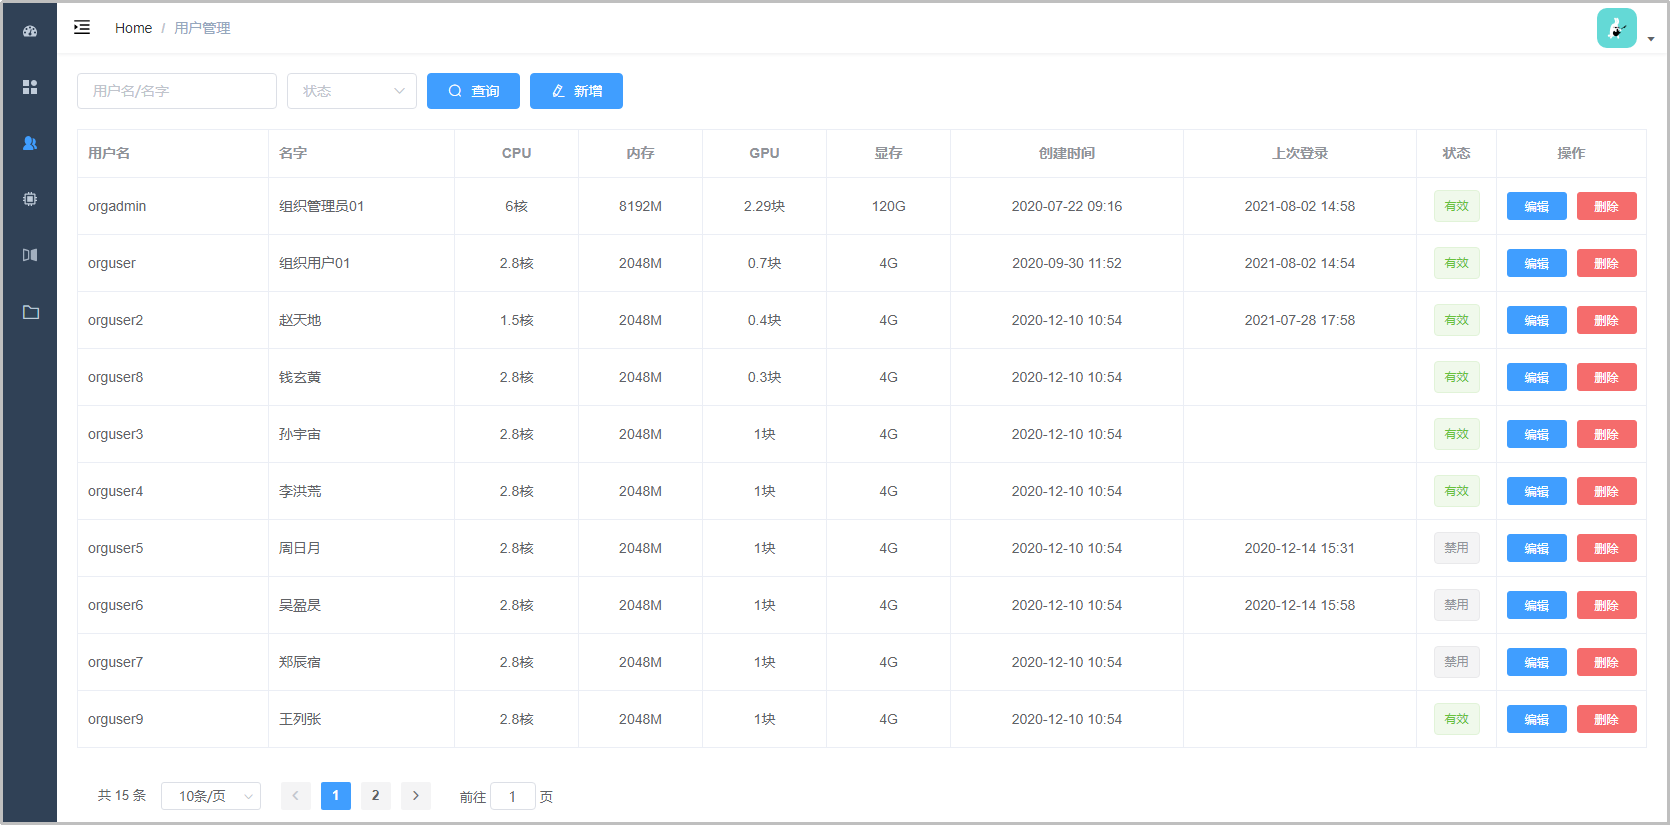 Home / 用户管理
用户名/名字 状态 查询 新增
用户名 名字 CPU 内存 GPU 显存 创建时间 上次登录 状态 操作
orgadmin 组织管理员01 6核 8192M 2.29块 120G 2020-07-22 09:16 2021-08-02 14:58 有效 编辑 删除
orguser 组织用户01 2.8核 2048M 0.7块 4G 2020-09-30 11:52 2021-08-02 14:54 有效 编辑 删除
orguser2 赵天地 1.5核 2048M 0.4块 4G 2020-12-10 10:54 2021-07-28 17:58 有效 编辑 删除
orguser8 钱玄黄 2.8核 2048M 0.3块 4G 2020-12-10 10:54 有效 编辑 删除
orguser3 孙宇宙 2.8核 2048M 1块 4G 2020-12-10 10:54 有效 编辑 删除
orguser4 李洪荒 2.8核 2048M 1块 4G 2020-12-10 10:54 有效 编辑 删除
orguser5 周日月 2.8核 2048M 1块 4G 2020-12-10 10:54 2020-12-14 15:31 禁用 编辑 删除
orguser6 吴盈昃 2.8核 2048M 1块 4G 2020-12-10 10:54 2020-12-14 15:58 禁用 编辑 删除
orguser7 郑辰宿 2.8核 2048M 1块 4G 2020-12-10 10:54 禁用 编辑 删除
orguser9 王列张 2.8核 2048M 1块 4G 2020-12-10 10:54 有效 编辑 删除
共 15 条 10条/页 1 2 前往 1 页